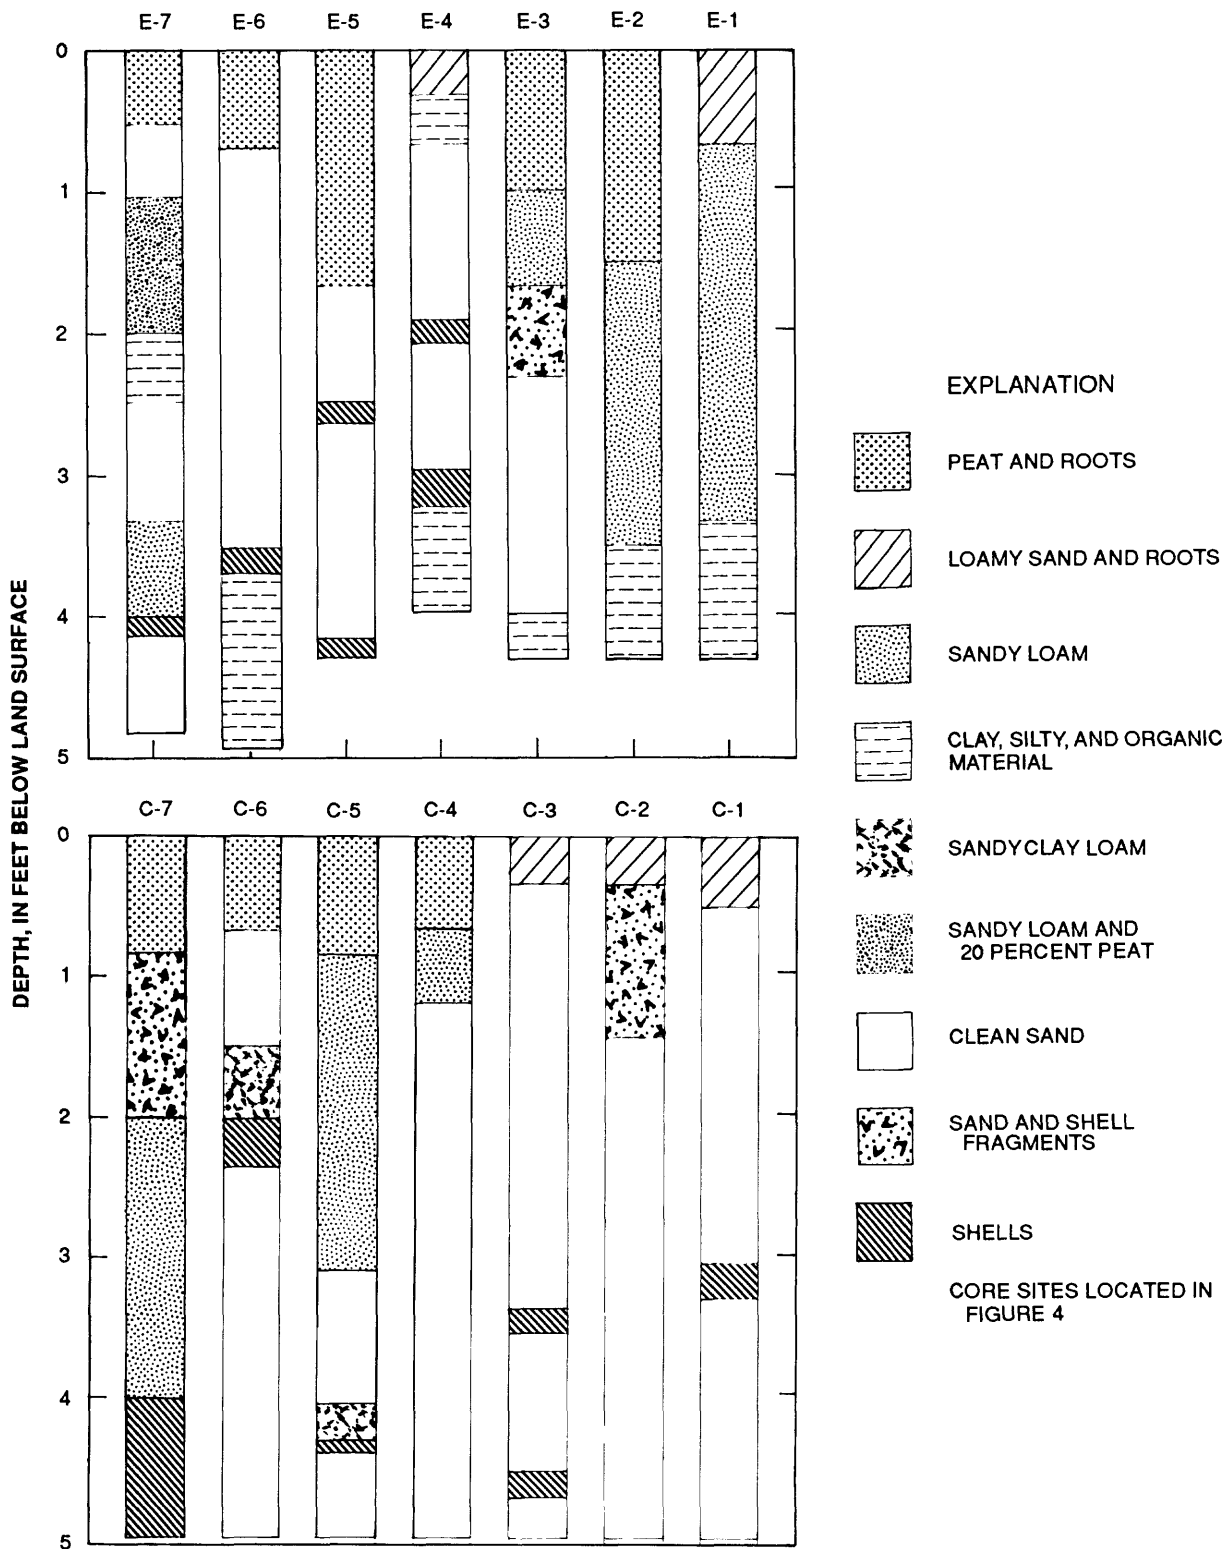 E-7 E-6 E-5 E-4 E-3 E-2 E-1
0
1
2
3
4
5
DEPTH, IN FEET BELOW LAND SURFACE
C-7 C-6 C-5 C-4 C-3 C-2 C-1
0
1
2
3
4
5
EXPLANATION
PEAT AND ROOTS
LOAMY SAND AND ROOTS
SANDY LOAM
CLAY, SILTY, AND ORGANIC
MATERIAL
SANDY CLAY LOAM
SANDY LOAM AND
20 PERCENT PEAT
CLEAN SAND
SAND AND SHELL
FRAGMENTS
SHELLS
CORE SITES LOCATED IN
FIGURE 4